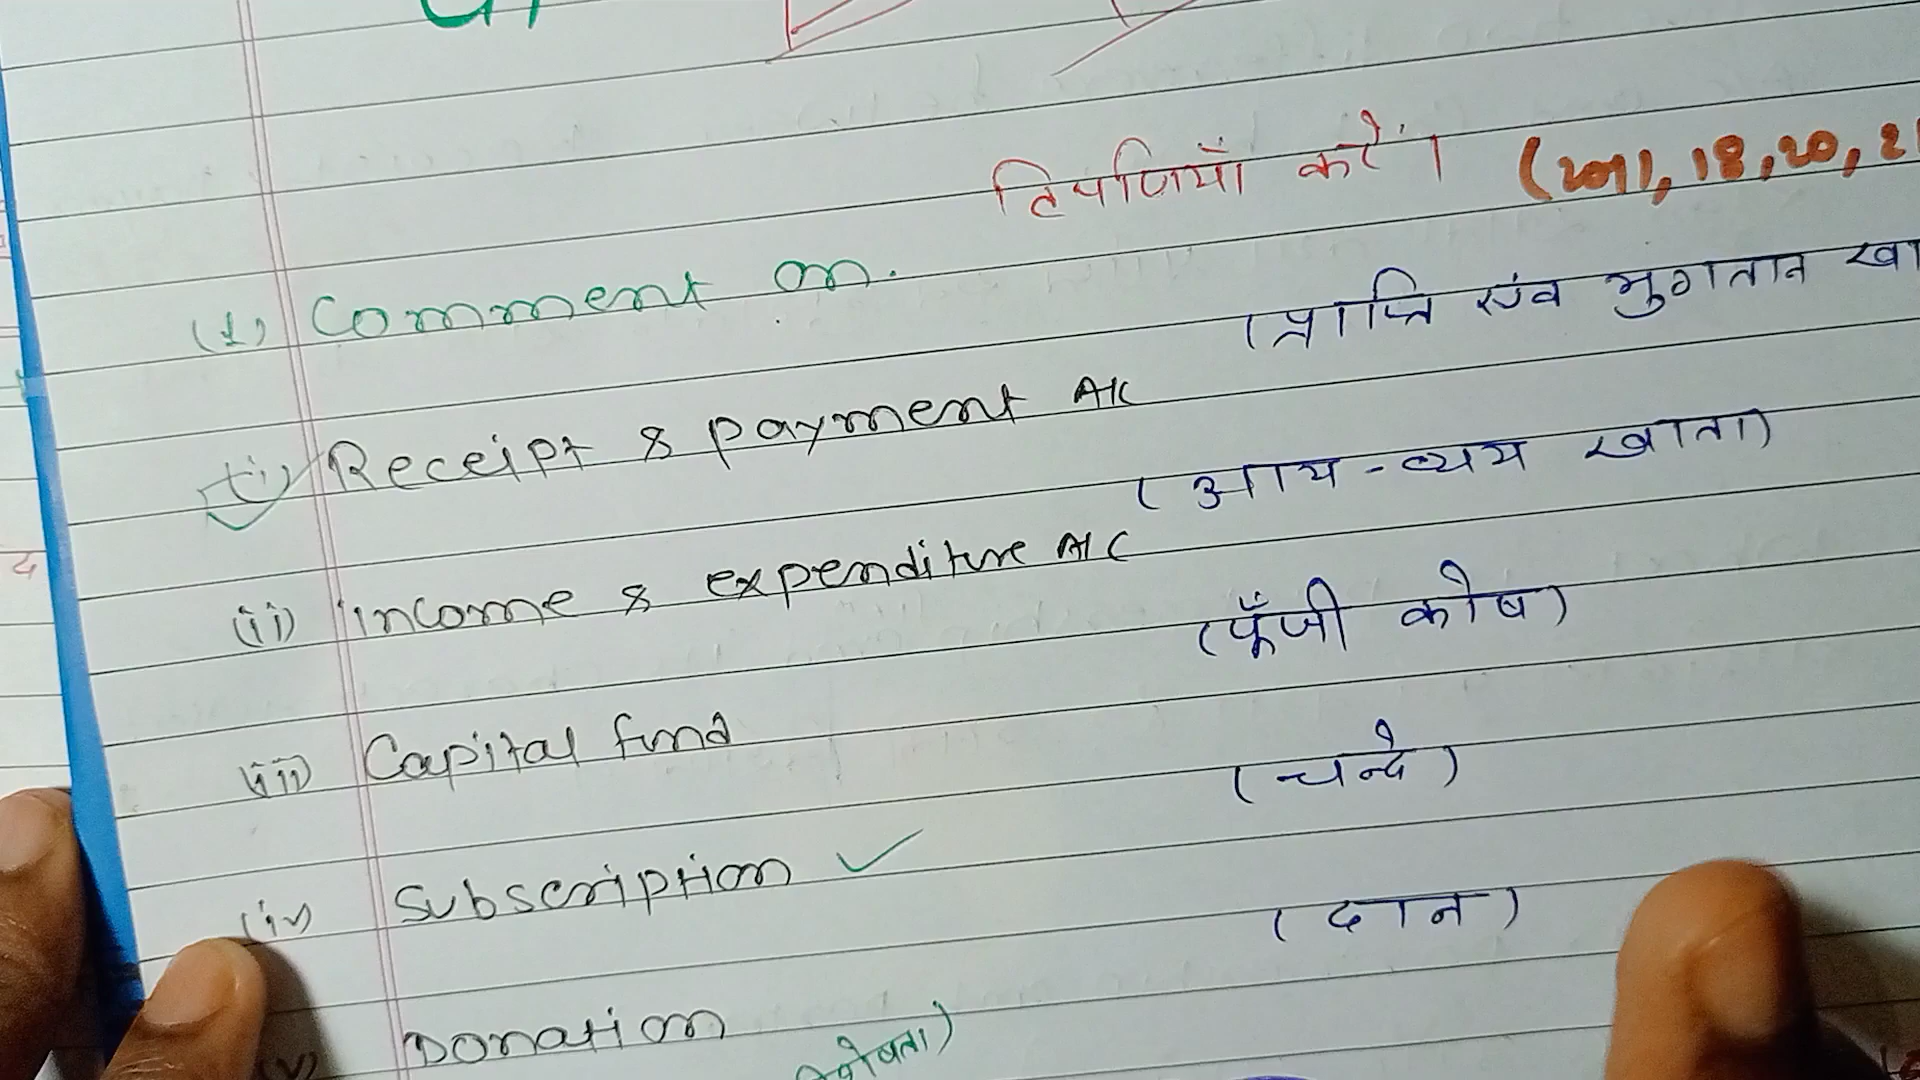 टिप्पणियाँ करें। (2011, 18, 20, 2
(1) Comment on.
(प्राप्ति एंव भुगतान खा
(i) Receipt & payment A/C
(आय-व्यय खाता)
(ii) income & expenditure A/C
(पूँजी कोष)
(iii) Capital fund
(चन्दे)
(iv) Subscription ✓
(दान)
(v) Donation